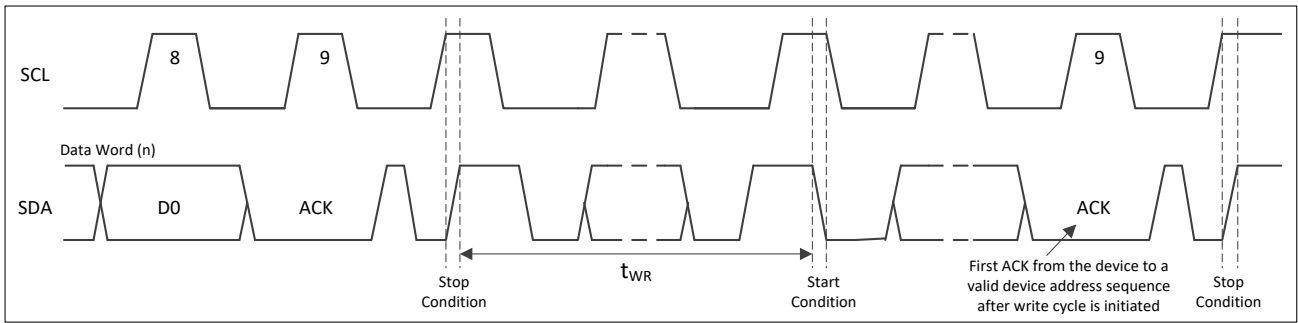 8
9
9
SCL
Data Word (n)
SDA
D0
ACK
ACK
tWR
Stop
Condition
Start
Condition
First ACK from the device to a
valid device address sequence
after write cycle is initiated
Stop
Condition